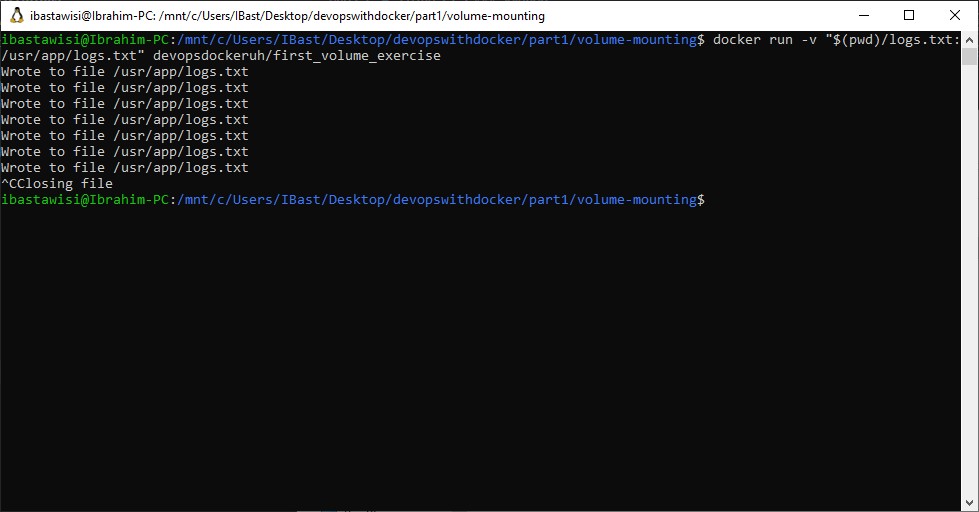 ibastawisi@Ibrahim-PC: /mnt/c/Users/IBast/Desktop/devopswithdocker/part1/volume-mounting
ibastawisi@Ibrahim-PC:/mnt/c/Users/IBast/Desktop/devopswithdocker/part1/volume-mounting$ docker run -v "$(pwd)/logs.txt:
/usr/app/logs.txt" devopsdockeruh/first_volume_exercise
Wrote to file /usr/app/logs.txt
Wrote to file /usr/app/logs.txt
Wrote to file /usr/app/logs.txt
Wrote to file /usr/app/logs.txt
Wrote to file /usr/app/logs.txt
Wrote to file /usr/app/logs.txt
Wrote to file /usr/app/logs.txt
^CClosing file
ibastawisi@Ibrahim-PC:/mnt/c/Users/IBast/Desktop/devopswithdocker/part1/volume-mounting$